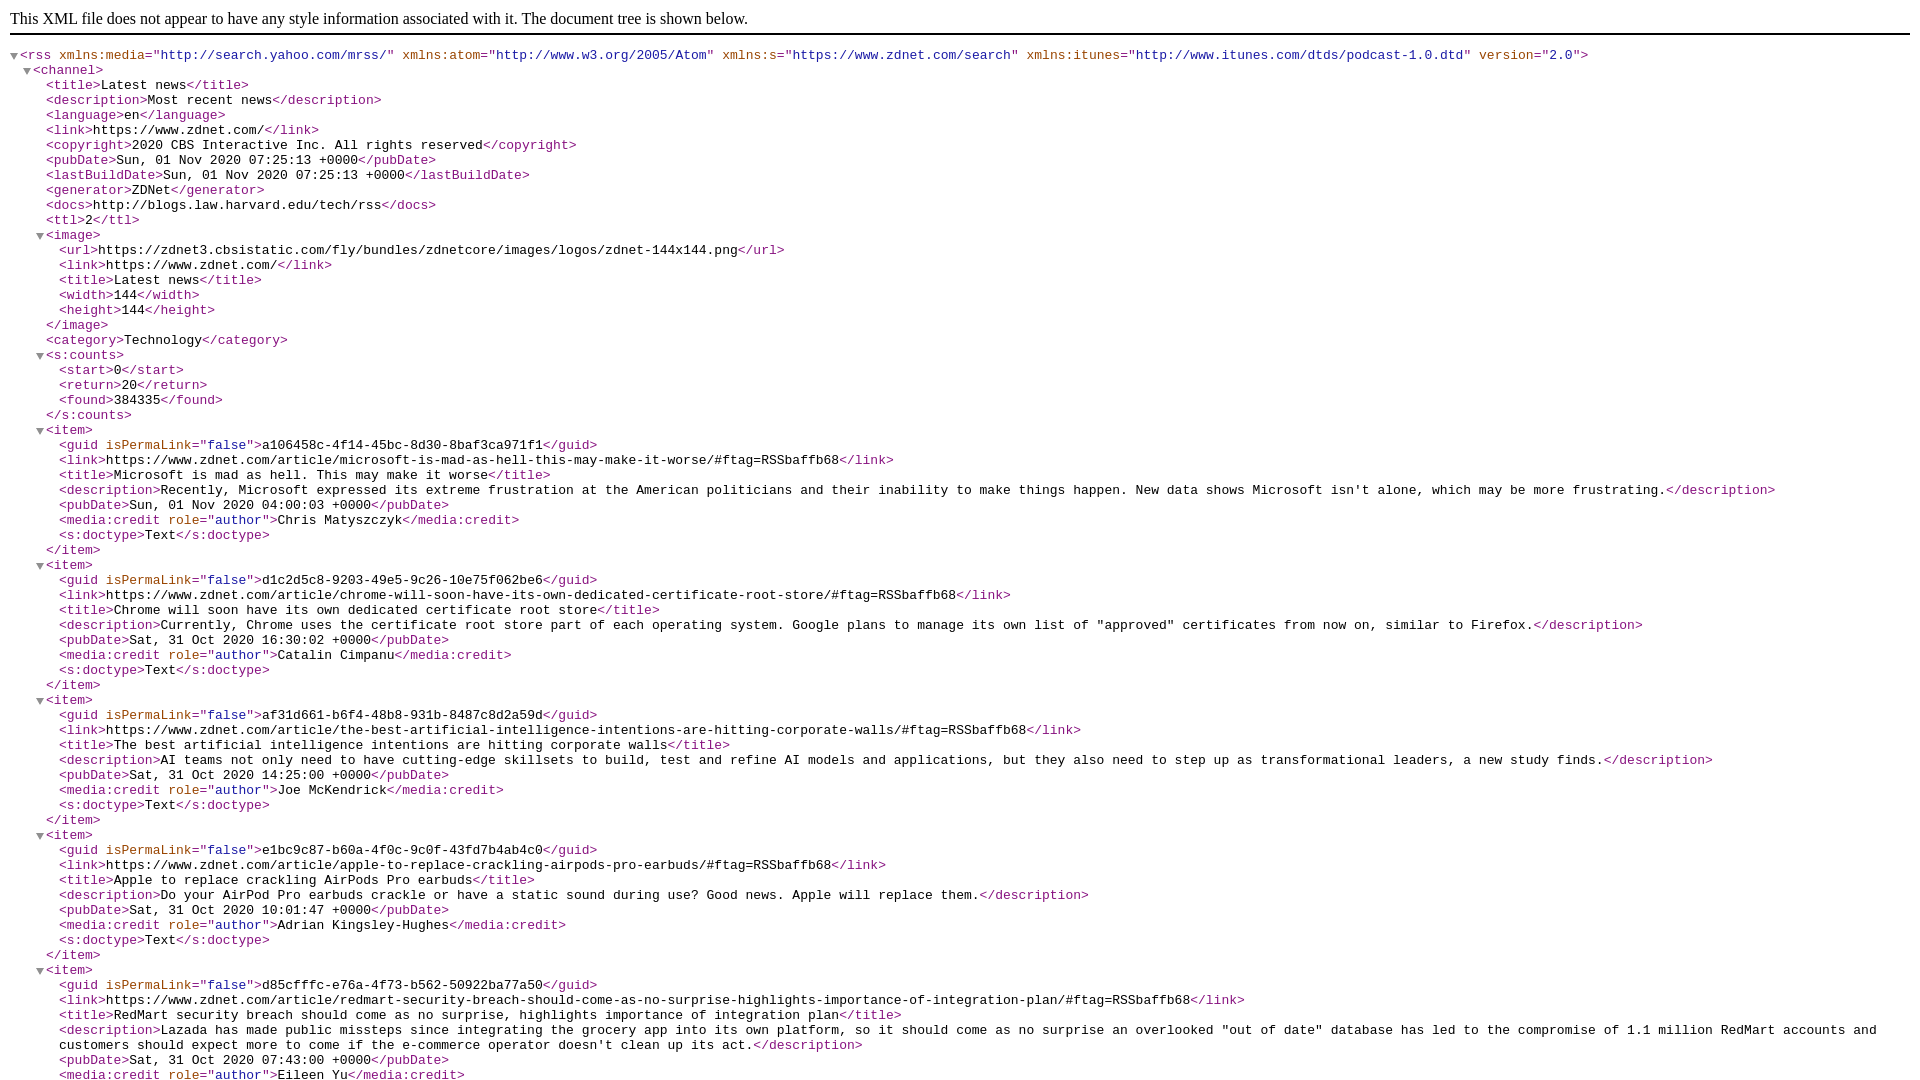 This XML file does not appear to have any style information associated with it. The document tree is shown below.
<rss xmlns:media="http://search.yahoo.com/mrss/" xmlns:atom="http://www.w3.org/2005/Atom" xmlns:s="https://www.zdnet.com/search" xmlns:itunes="http://www.itunes.com/dtds/podcast-1.0.dtd" version="2.0">
<channel>
<title>Latest news</title>
<description>Most recent news</description>
<language>en</language>
<link>https://www.zdnet.com/</link>
<copyright>2020 CBS Interactive Inc. All rights reserved</copyright>
<pubDate>Sun, 01 Nov 2020 07:25:13 +0000</pubDate>
<lastBuildDate>Sun, 01 Nov 2020 07:25:13 +0000</lastBuildDate>
<generator>ZDNet</generator>
<docs>http://blogs.law.harvard.edu/tech/rss</docs>
<ttl>2</ttl>
<image>
<url>https://zdnet3.cbsistatic.com/fly/bundles/zdnetcore/images/logos/zdnet-144x144.png</url>
<link>https://www.zdnet.com/</link>
<title>Latest news</title>
<width>144</width>
<height>144</height>
</image>
<category>Technology</category>
<s:counts>
<start>0</start>
<return>20</return>
<found>384335</found>
</s:counts>
<item>
<guid isPermaLink="false">a106458c-4f14-45bc-8d30-8baf3ca971f1</guid>
<link>https://www.zdnet.com/article/microsoft-is-mad-as-hell-this-may-make-it-worse/#ftag=RSSbaffb68</link>
<title>Microsoft is mad as hell. This may make it worse</title>
<description>Recently, Microsoft expressed its extreme frustration at the American politicians and their inability to make things happen. New data shows Microsoft isn't alone, which may be more frustrating.</description>
<pubDate>Sun, 01 Nov 2020 04:00:03 +0000</pubDate>
<media:credit role="author">Chris Matyszczyk</media:credit>
<s:doctype>Text</s:doctype>
</item>
<item>
<guid isPermaLink="false">d1c2d5c8-9203-49e5-9c26-10e75f062be6</guid>
<link>https://www.zdnet.com/article/chrome-will-soon-have-its-own-dedicated-certificate-root-store/#ftag=RSSbaffb68</link>
<title>Chrome will soon have its own dedicated certificate root store</title>
<description>Currently, Chrome uses the certificate root store part of each operating system. Google plans to manage its own list of "approved" certificates from now on, similar to Firefox.</description>
<pubDate>Sat, 31 Oct 2020 16:30:02 +0000</pubDate>
<media:credit role="author">Catalin Cimpanu</media:credit>
<s:doctype>Text</s:doctype>
</item>
<item>
<guid isPermaLink="false">af31d661-b6f4-48b8-931b-8487c8d2a59d</guid>
<link>https://www.zdnet.com/article/the-best-artificial-intelligence-intentions-are-hitting-corporate-walls/#ftag=RSSbaffb68</link>
<title>The best artificial intelligence intentions are hitting corporate walls</title>
<description>AI teams not only need to have cutting-edge skillsets to build, test and refine AI models and applications, but they also need to step up as transformational leaders, a new study finds.</description>
<pubDate>Sat, 31 Oct 2020 14:25:00 +0000</pubDate>
<media:credit role="author">Joe McKendrick</media:credit>
<s:doctype>Text</s:doctype>
</item>
<item>
<guid isPermaLink="false">e1bc9c87-b60a-4f0c-9c0f-43fd7b4ab4c0</guid>
<link>https://www.zdnet.com/article/apple-to-replace-crackling-airpods-pro-earbuds/#ftag=RSSbaffb68</link>
<title>Apple to replace crackling AirPods Pro earbuds</title>
<description>Do your AirPod Pro earbuds crackle or have a static sound during use? Good news. Apple will replace them.</description>
<pubDate>Sat, 31 Oct 2020 10:01:47 +0000</pubDate>
<media:credit role="author">Adrian Kingsley-Hughes</media:credit>
<s:doctype>Text</s:doctype>
</item>
<item>
<guid isPermaLink="false">d85cfffc-e76a-4f73-b562-50922ba77a50</guid>
<link>https://www.zdnet.com/article/redmart-security-breach-should-come-as-no-surprise-highlights-importance-of-integration-plan/#ftag=RSSbaffb68</link>
<title>RedMart security breach should come as no surprise, highlights importance of integration plan</title>
<description>Lazada has made public missteps since integrating the grocery app into its own platform, so it should come as no surprise an overlooked "out of date" database has led to the compromise of 1.1 million RedMart accounts and
customers should expect more to come if the e-commerce operator doesn't clean up its act.</description>
<pubDate>Sat, 31 Oct 2020 07:43:00 +0000</pubDate>
<media:credit role="author">Eileen Yu</media:credit>